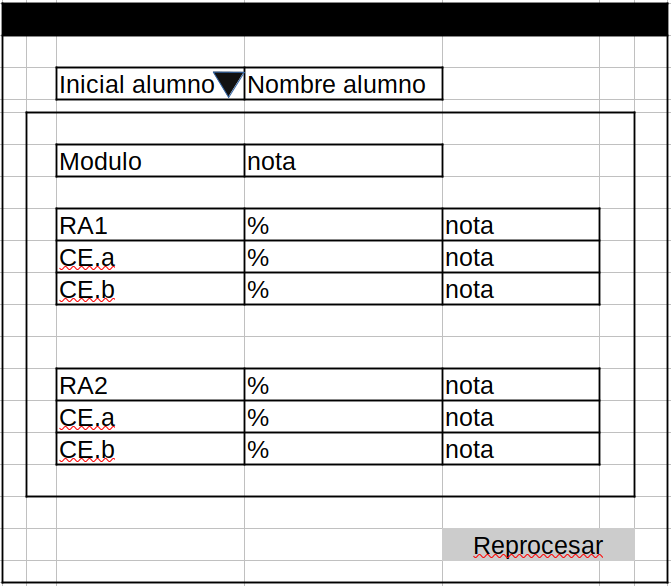 Inicial alumno Nombre alumno
Modulo nota
RA1 % nota
CE.a % nota
CE.b % nota
RA2 % nota
CE.a % nota
CE.b % nota
Reprocesar